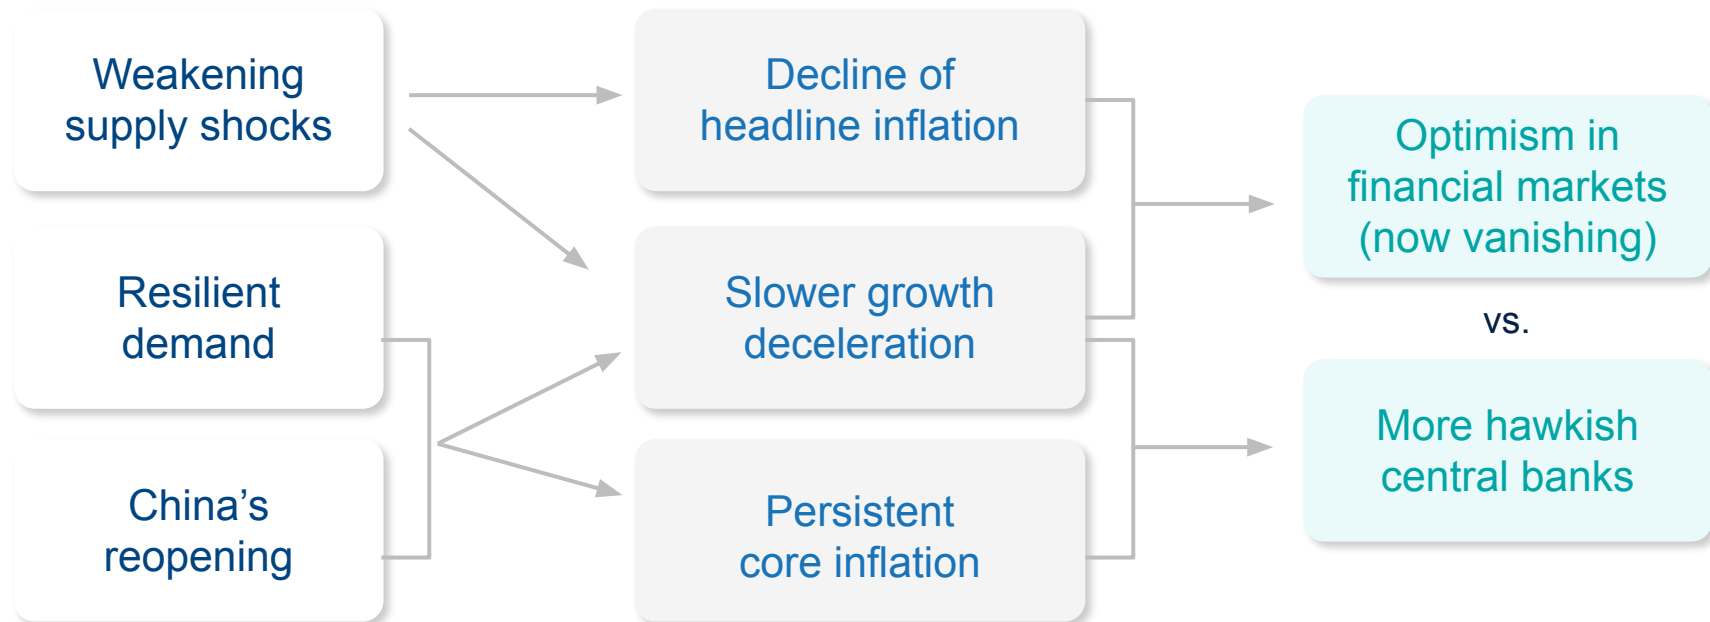 Weakening
supply shocks
Decline of
headline inflation
Optimism in
financial markets
(now vanishing)
Resilient
demand
Slower growth
deceleration
vs.
China’s
reopening
Persistent
core inflation
More hawkish
central banks